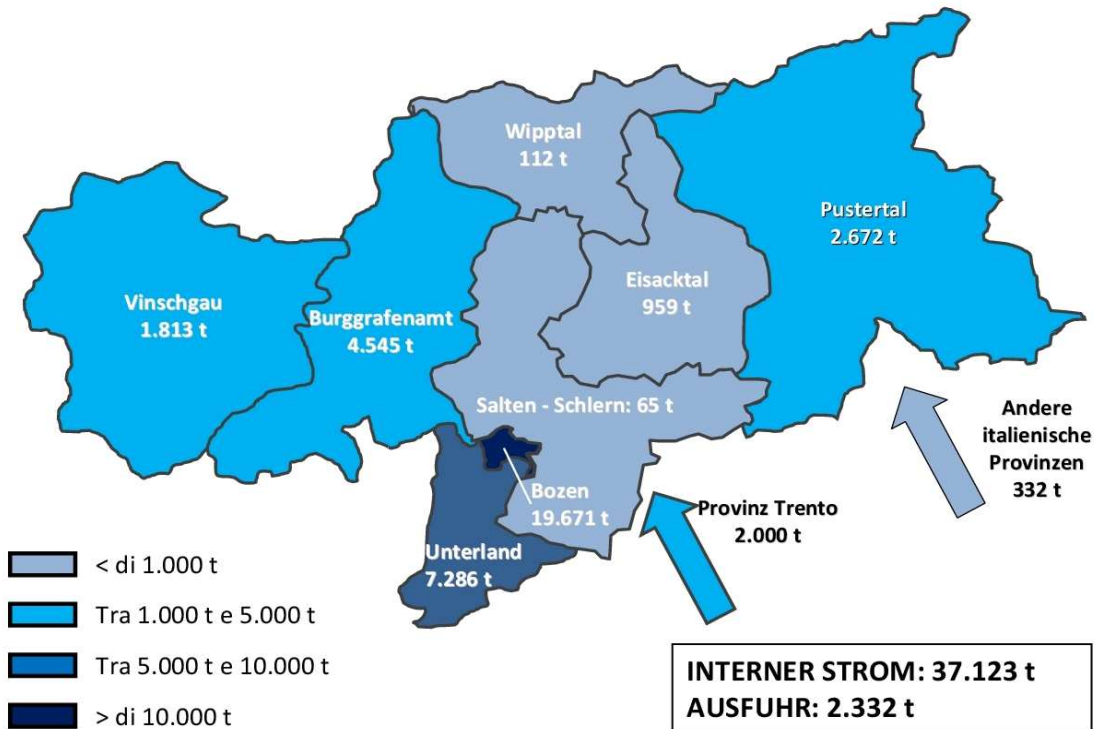 Wipptal
112 t
Pustertal
2.672 t
Eisacktal
959 t
Vinschgau
1.813 t
Burggrafenamt
4.545 t
Salten - Schlern: 65 t
Andere
italienische
Provinzen
332 t
Bozen
19.671 t
Provinz Trento
2.000 t
Unterland
7.286 t
< di 1.000 t
Tra 1.000 t e 5.000 t
Tra 5.000 t e 10.000 t
> di 10.000 t
INTERNER STROM: 37.123 t
AUSFUHR: 2.332 t